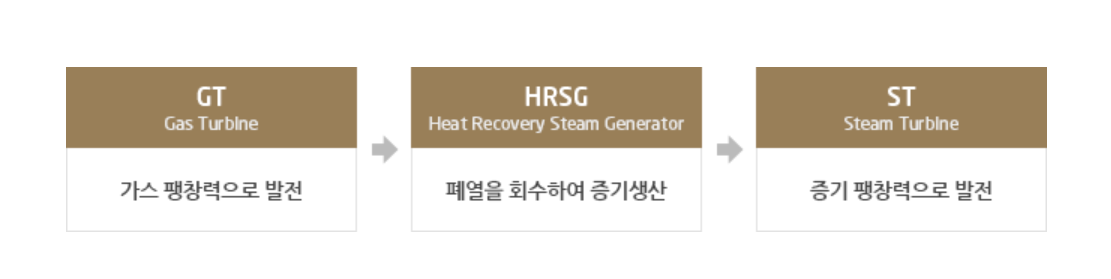 GT
Gas Turbine
가스 팽창력으로 발전
HRSG
Heat Recovery Steam Generator
폐열을 회수하여 증기생산
ST
Steam Turbine
증기 팽창력으로 발전